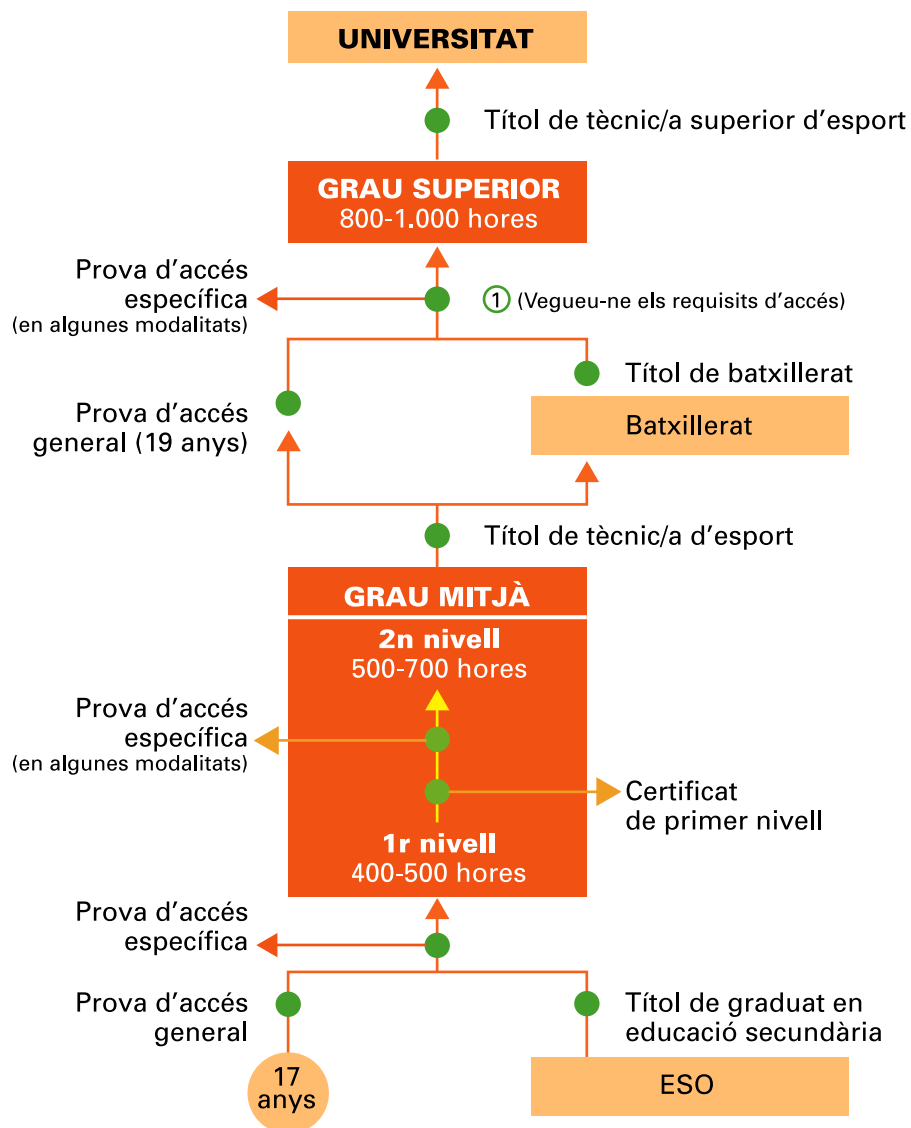 UNIVERSITAT
Títol de tècnic/a superior d'esport
GRAU SUPERIOR
800-1.000 hores
Prova d'accés
específica
(en algunes modalitats)
1 (Vegueu-ne els requisits d'accés)
Títol de batxillerat
Prova d'accés
general (19 anys)
Batxillerat
Títol de tècnic/a d'esport
GRAU MITJÀ
2n nivell
500-700 hores
Prova d'accés
específica
(en algunes modalitats)
Certificat
de primer nivell
1r nivell
400-500 hores
Prova d'accés
específica
Prova d'accés
general
Títol de graduat en
educació secundària
17
anys
ESO